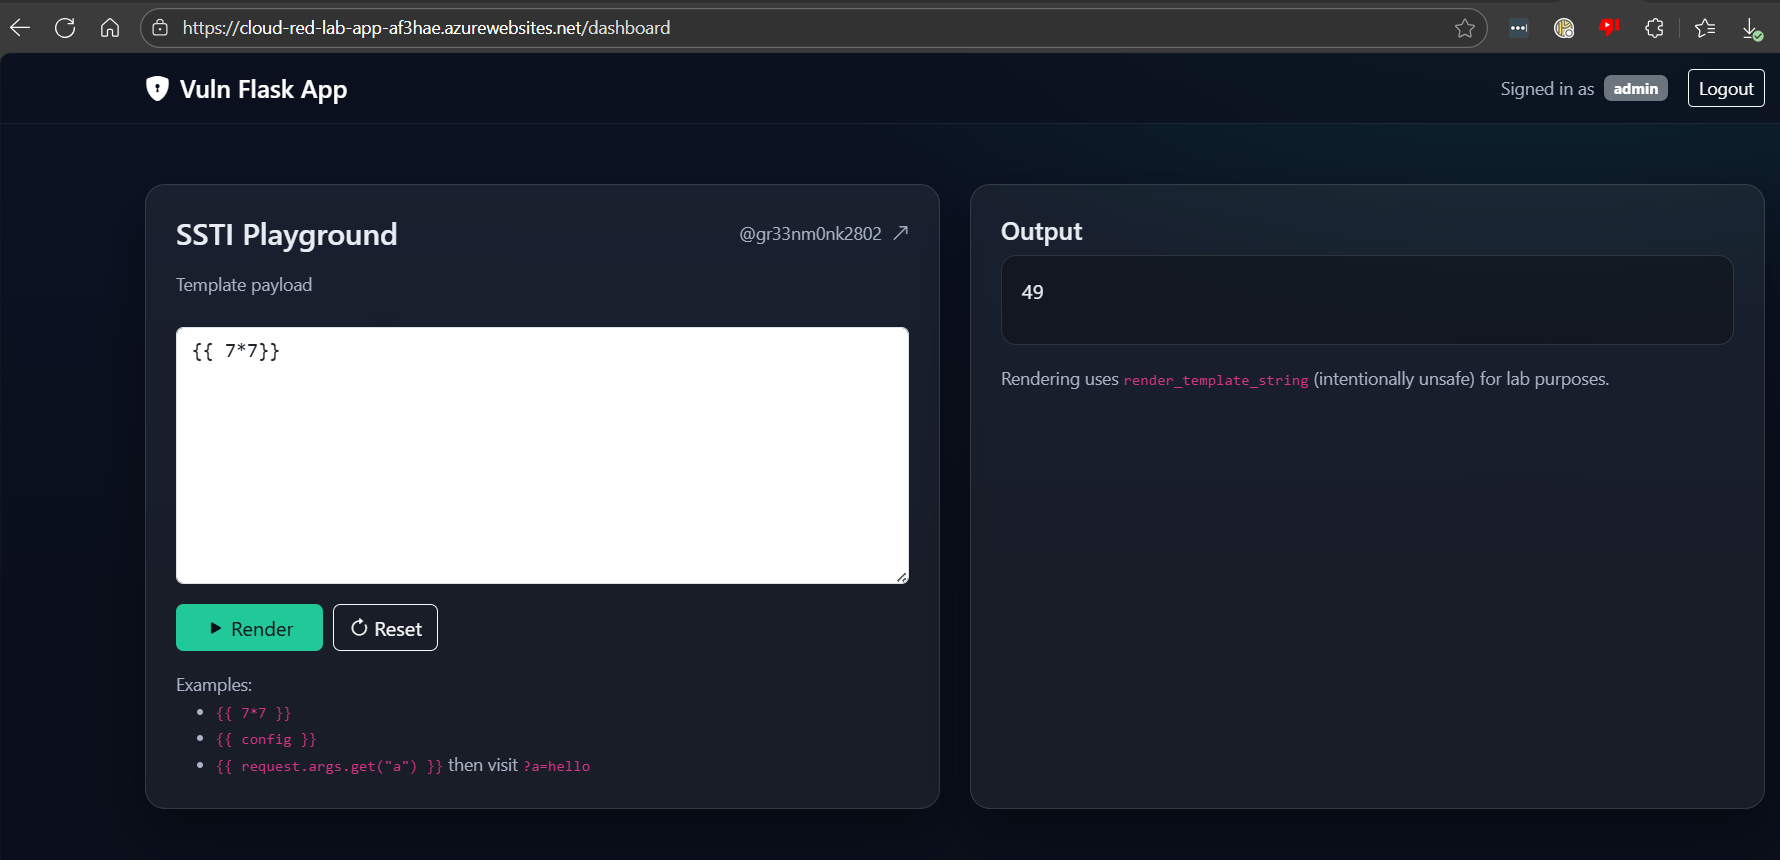 https://cloud-red-lab-app-af3hae.azurewebsites.net/dashboard
Vuln Flask App
Signed in as admin Logout
SSTI Playground
@gr33nm0nk2802
Template payload
{{ 7*7}}
Render Reset
Examples:
{{ 7*7 }}
{{ config }}
{{ request.args.get("a") }} then visit ?a=hello
Output
49
Rendering uses render_template_string (intentionally unsafe) for lab purposes.